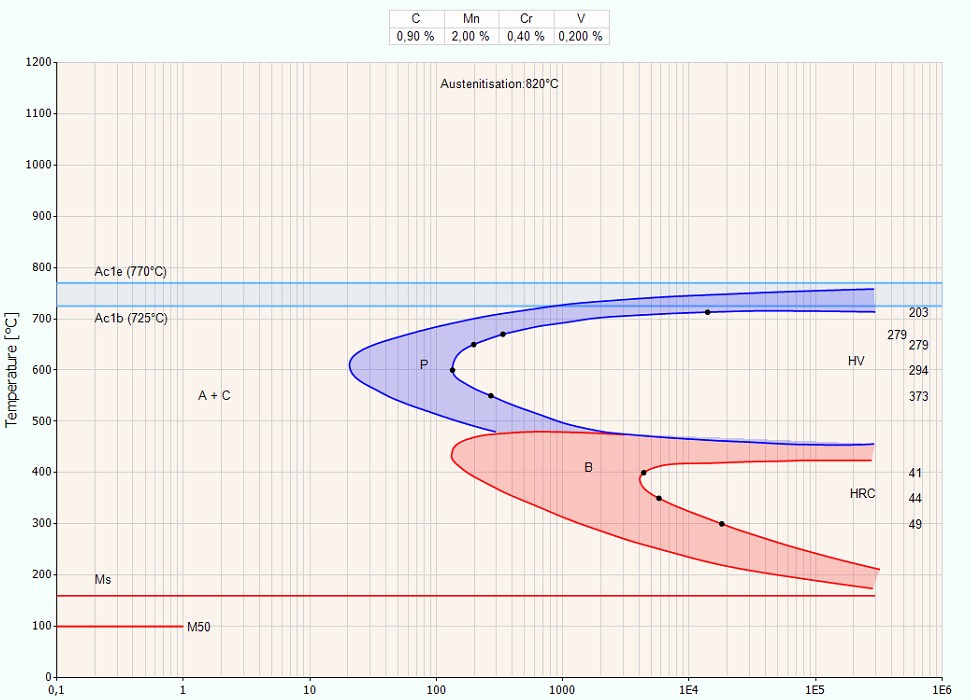 C Mn Cr V
0,90 % 2,00 % 0,40 % 0,200 %
1200
Austenitisation:820°C
1100
1000
900
800
Ac1e (770°C)
700
Ac1b (725°C)
203
279
279
600
P
HV
294
A + C
373
500
400
B
41
HRC
44
300
49
200
Ms
100
M50
0
0,1 1 10 100 1000 1E4 1E5 1E6
Temperature [°C]